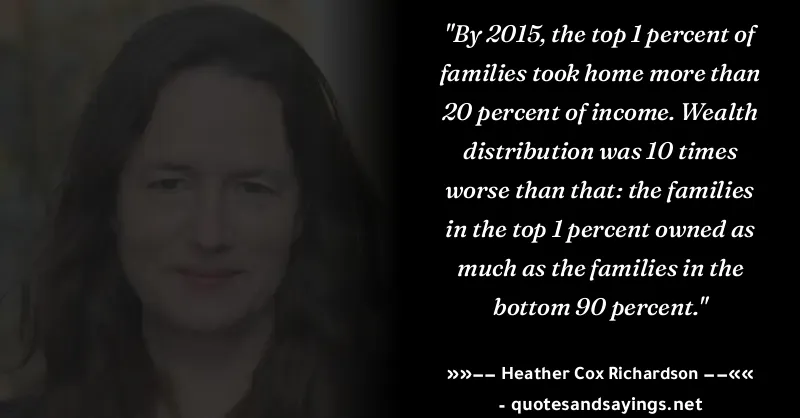 "By 2015, the top 1 percent of
families took home more than
20 percent of income. Wealth
distribution was 10 times
worse than that: the families
in the top 1 percent owned as
much as the families in the
bottom 90 percent."
»»–– Heather Cox Richardson ––««
- quotesandsayings.net